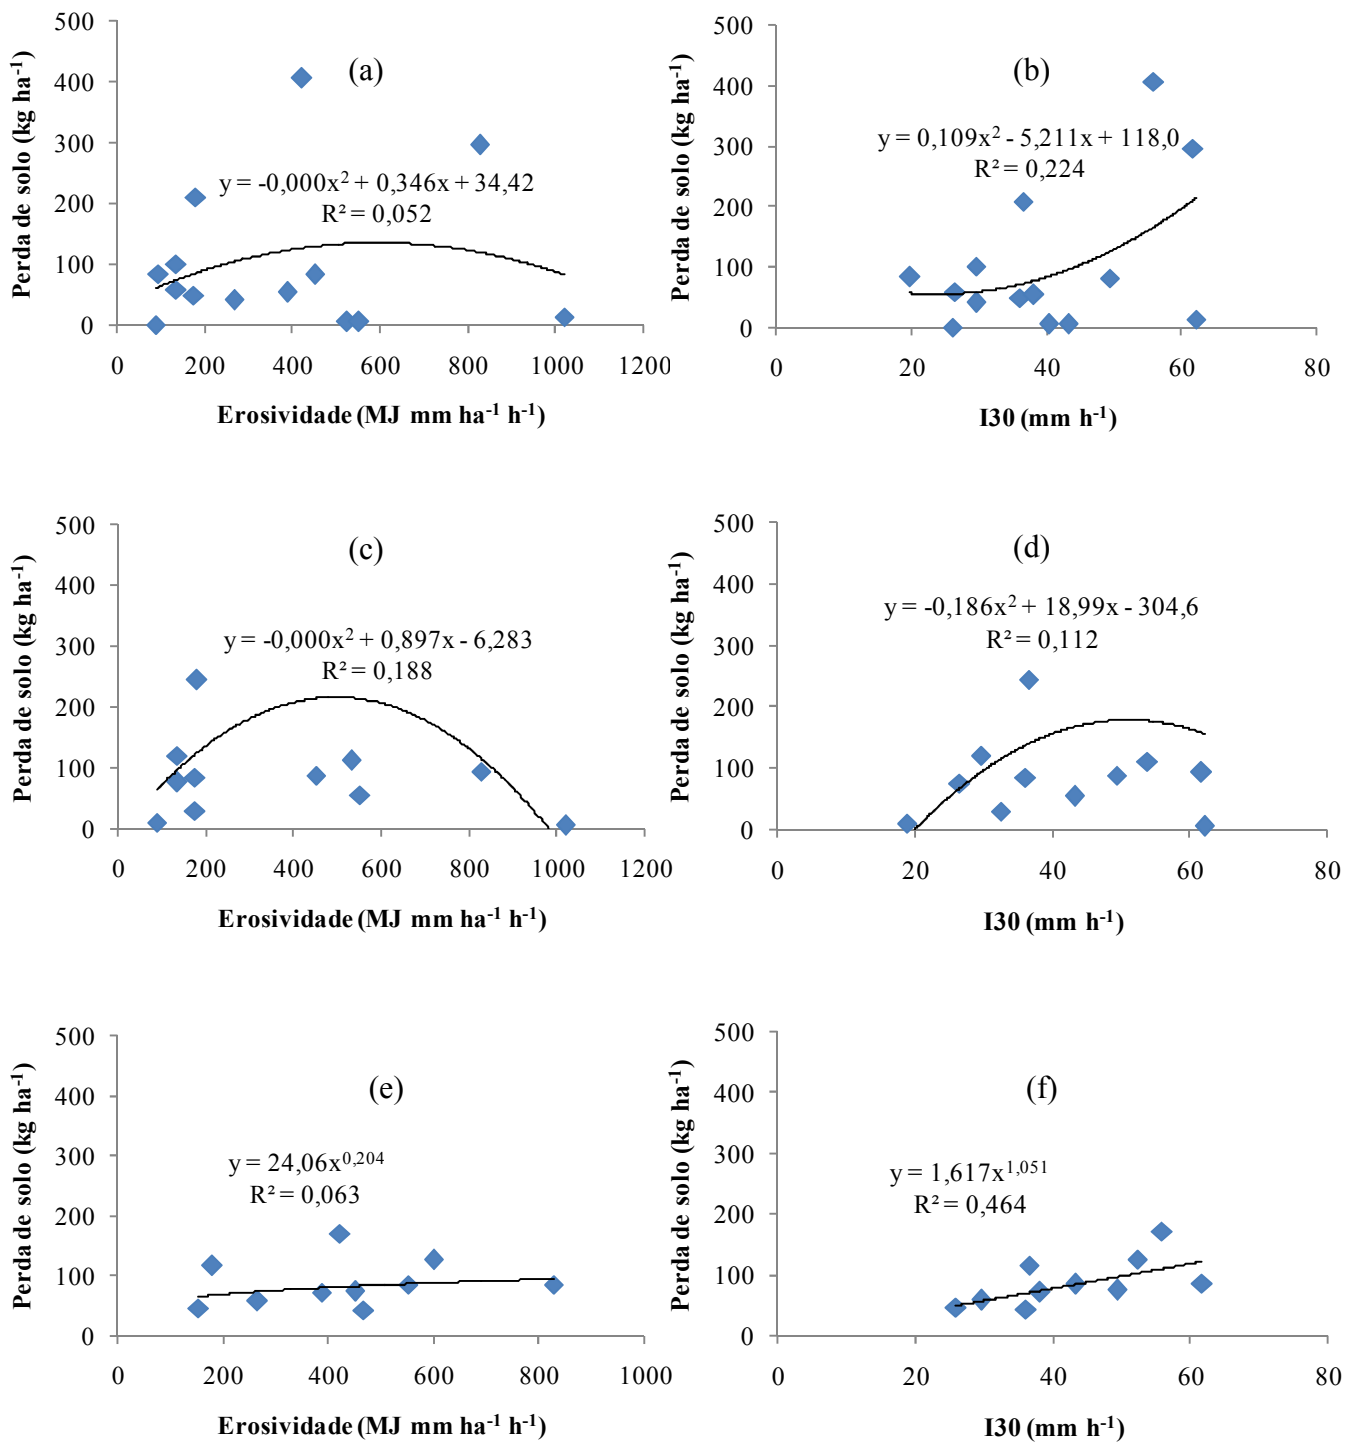 (a)
Perda de solo (kg ha⁻¹)
500
400
300
200
100
0
y = -0,000x² + 0,346x + 34,42
R² = 0,052
0 200 400 600 800 1000 1200
Erosividade (MJ mm ha⁻¹ h⁻¹)
(b)
Perda de solo (kg ha⁻¹)
500
400
300
200
100
0
y = 0,109x² - 5,211x + 118,0
R² = 0,224
0 20 40 60 80
I30 (mm h⁻¹)
(c)
Perda de solo (kg ha⁻¹)
500
400
300
200
100
0
y = -0,000x² + 0,897x - 6,283
R² = 0,188
0 200 400 600 800 1000 1200
Erosividade (MJ mm ha⁻¹ h⁻¹)
(d)
Perda de solo (kg ha⁻¹)
500
400
300
200
100
0
y = -0,186x² + 18,99x - 304,6
R² = 0,112
0 20 40 60 80
I30 (mm h⁻¹)
(e)
Perda de solo (kg ha⁻¹)
500
400
300
200
100
0
y = 24,06x⁰,²⁰⁴
R² = 0,063
0 200 400 600 800 1000
Erosividade (MJ mm ha⁻¹ h⁻¹)
(f)
Perda de solo (kg ha⁻¹)
500
400
300
200
100
0
y = 1,617x¹,⁰⁵¹
R² = 0,464
0 20 40 60 80
I30 (mm h⁻¹)